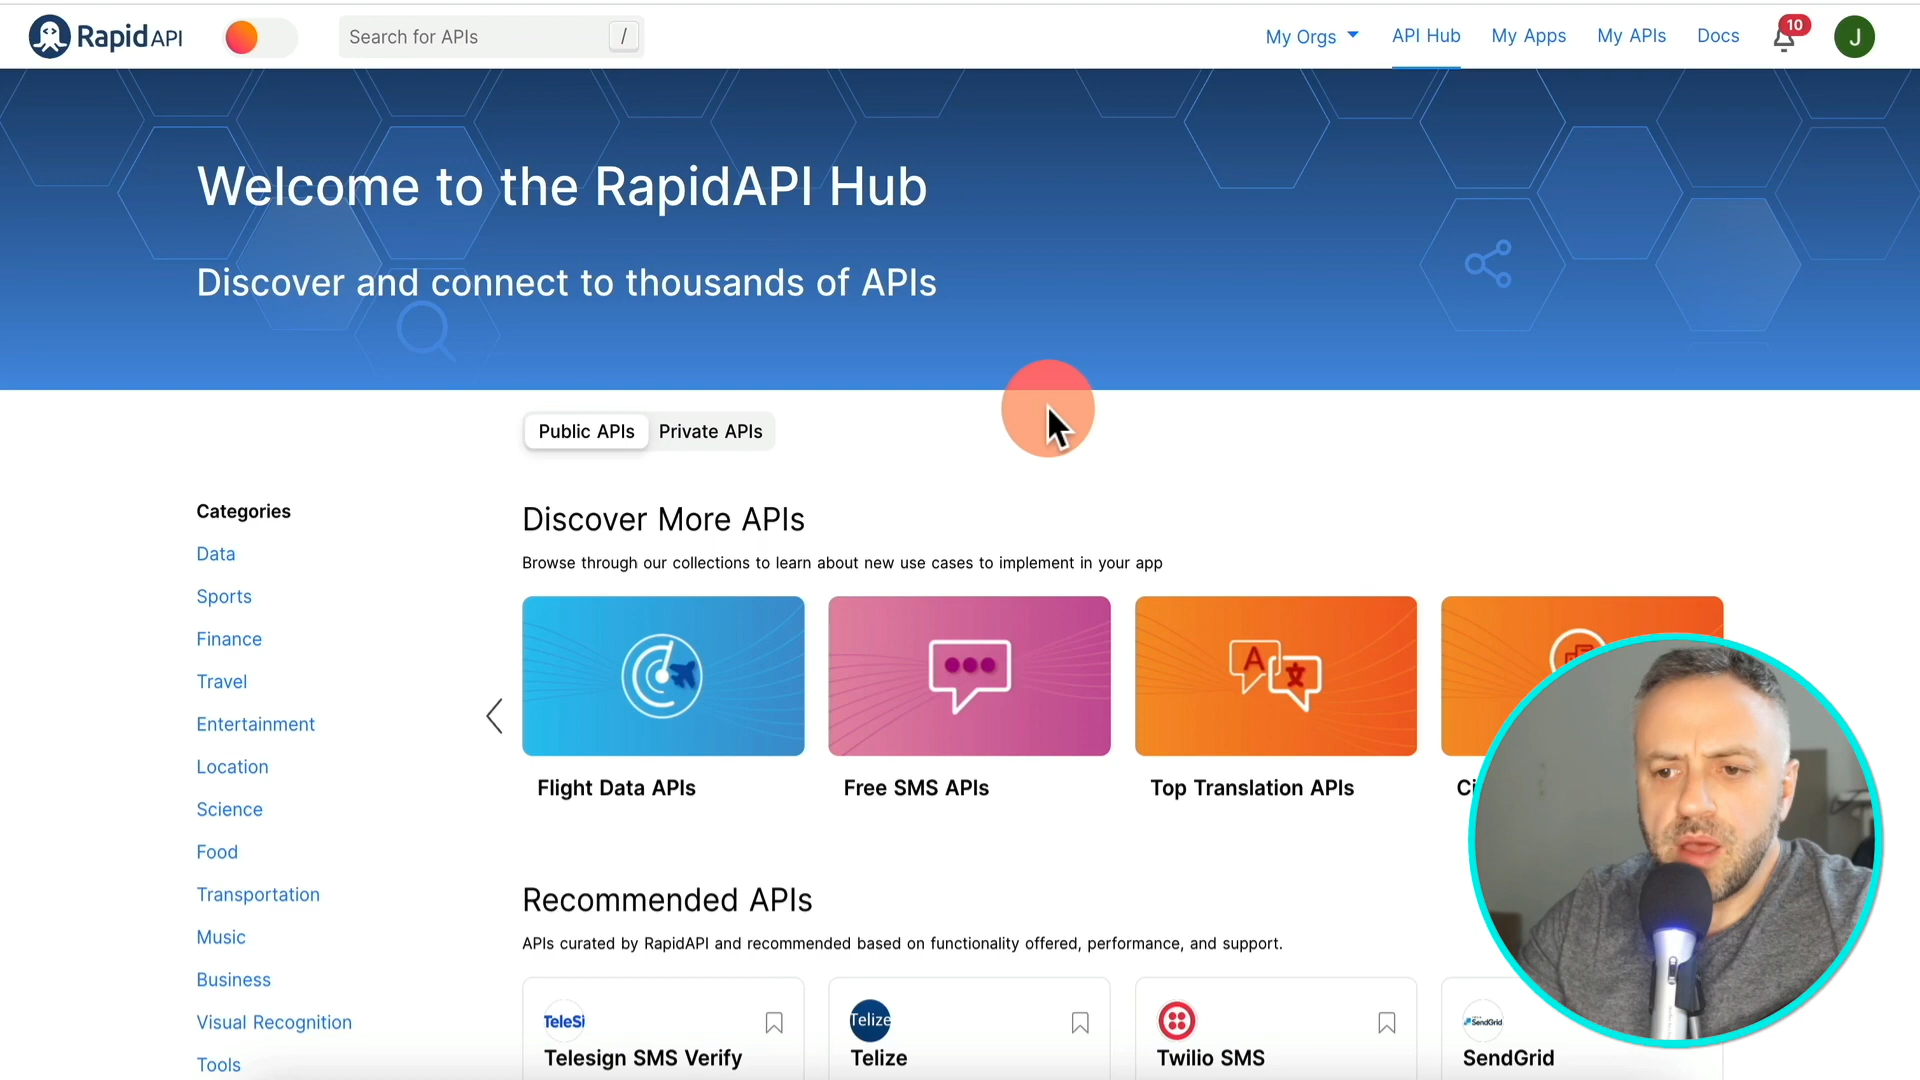 RapidAPI
Search for APIs
/
My Orgs
API Hub
My Apps
My APIs
Docs
10
J
Welcome to the RapidAPI Hub
Discover and connect to thousands of APIs
Public APIs
Private APIs
Categories
Data
Sports
Finance
Travel
Entertainment
Location
Science
Food
Transportation
Music
Business
Visual Recognition
Tools
Discover More APIs
Browse through our collections to learn about new use cases to implement in your app
A
文
Flight Data APIs
Free SMS APIs
Top Translation APIs
Recommended APIs
APIs curated by RapidAPI and recommended based on functionality offered, performance, and support.
TeleSi
Telesign SMS Verify
Telize
Telize
Twilio SMS
SendGrid
SendGrid